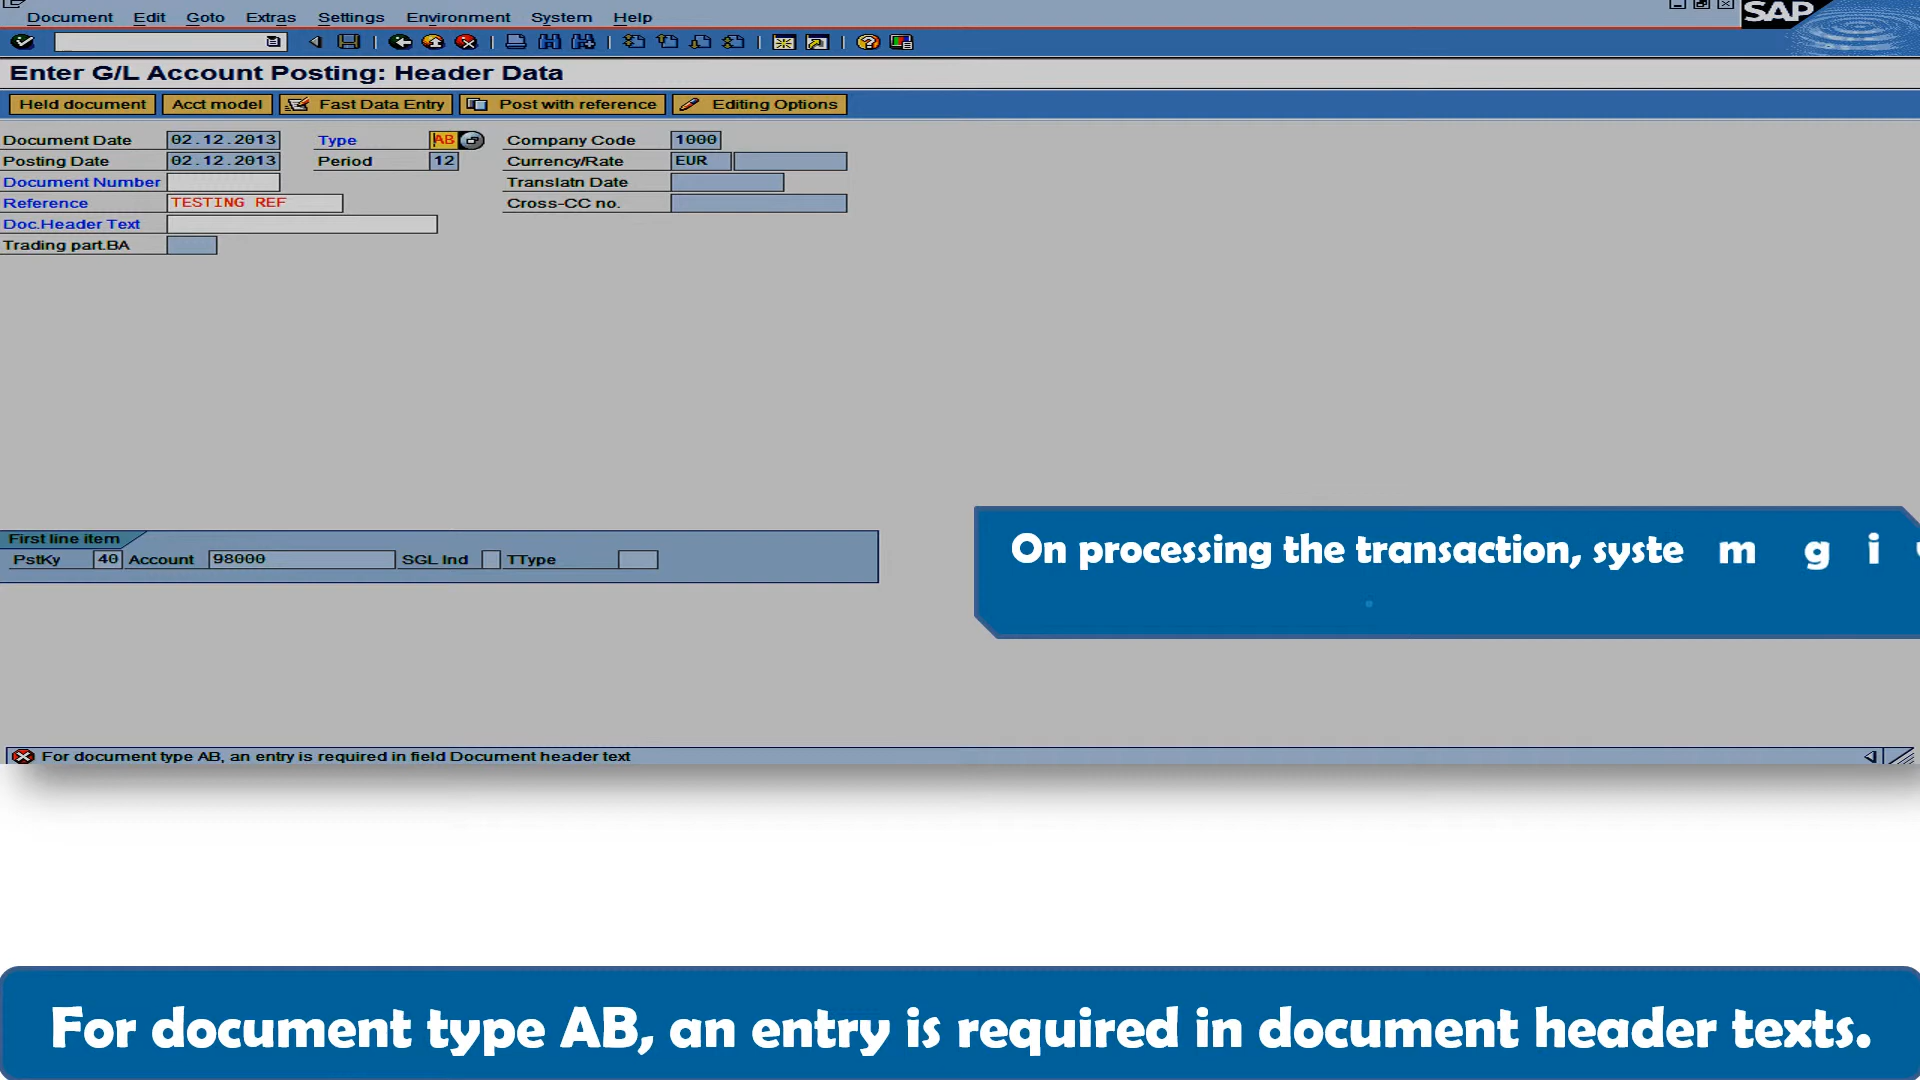 Document Edit Goto Extras Settings Environment System Help
SAP
Enter G/L Account Posting: Header Data
Held document Acct model Fast Data Entry Post with reference Editing Options
Document Date 02.12.2013 Type AB Company Code 1000
Posting Date 02.12.2013 Period 12 Currency/Rate EUR
Document Number Translatn Date
Reference TESTING REF Cross-CC no.
Doc.Header Text
Trading part.BA
First line item
PstKy 40 Account 98000 SGL Ind TType
On processing the transaction, system gi
For document type AB, an entry is required in field Document header text
For document type AB, an entry is required in document header texts.